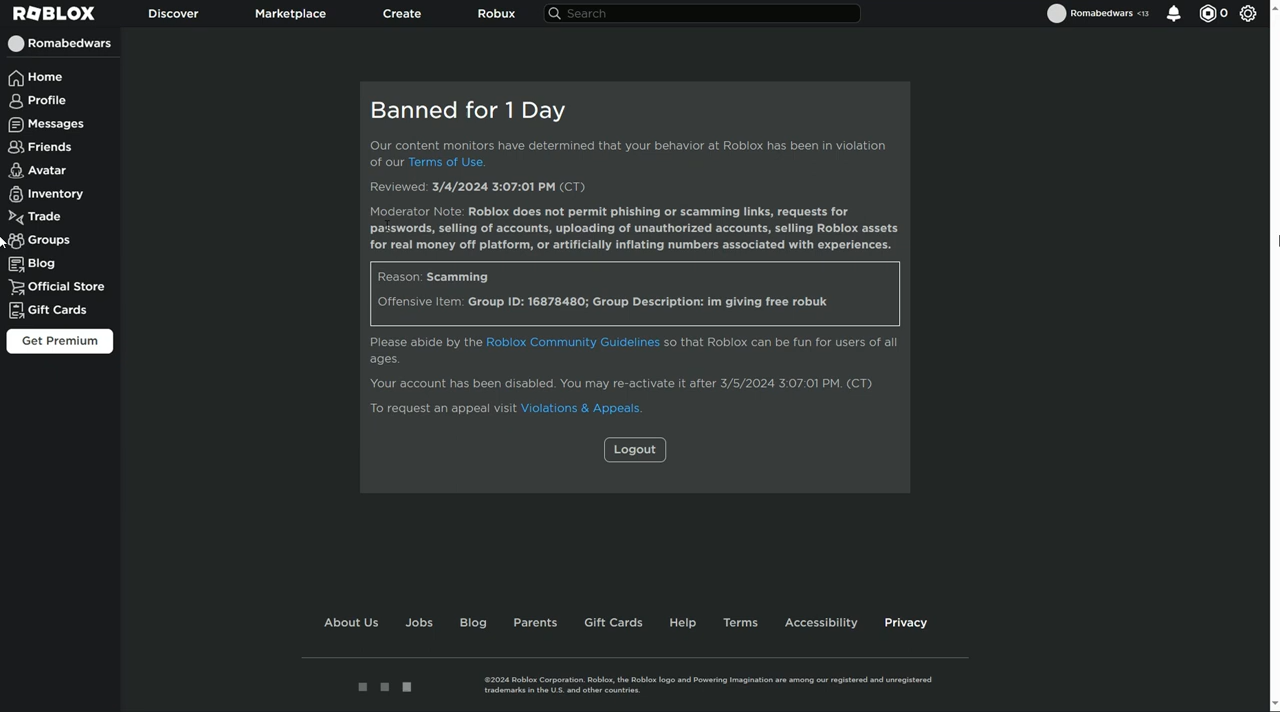 ROBLOX Discover Marketplace Create Robux Search Romabedwars <13 0
Romabedwars
Home
Profile
Messages
Friends
Avatar
Inventory
Trade
Groups
Blog
Official Store
Gift Cards
Get Premium
Banned for 1 Day
Our content monitors have determined that your behavior at Roblox has been in violation
of our Terms of Use.
Reviewed: 3/4/2024 3:07:01 PM (CT)
Moderator Note: Roblox does not permit phishing or scamming links, requests for
passwords, selling of accounts, uploading of unauthorized accounts, selling Roblox assets
for real money off platform, or artificially inflating numbers associated with experiences.
Reason: Scamming
Offensive Item: Group ID: 16878480; Group Description: im giving free robuk
Please abide by the Roblox Community Guidelines so that Roblox can be fun for users of all
ages.
Your account has been disabled. You may re-activate it after 3/5/2024 3:07:01 PM. (CT)
To request an appeal visit Violations & Appeals.
Logout
About Us Jobs Blog Parents Gift Cards Help Terms Accessibility Privacy
©2024 Roblox Corporation. Roblox, the Roblox logo and Powering Imagination are among our registered and unregistered
trademarks in the U.S. and other countries.